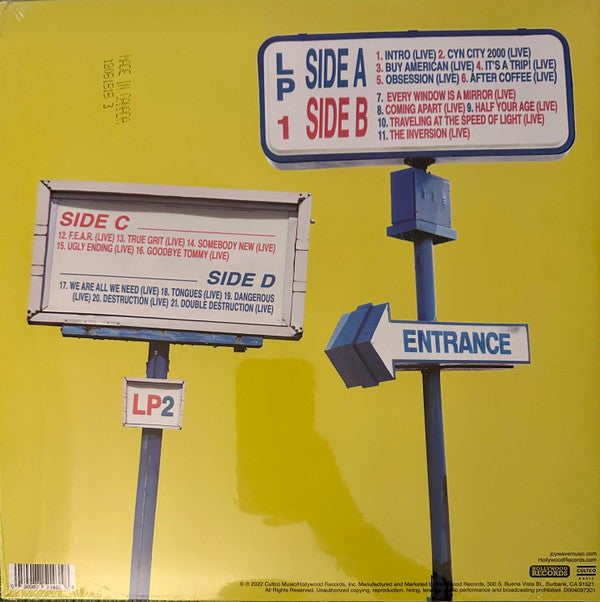 MADE IN CANADA
LP 1
SIDE A
1. INTRO (LIVE) 2. CYN CITY 2000 (LIVE)
3. BUY AMERICAN (LIVE) 4. IT'S A TRIP! (LIVE)
5. OBSESSION (LIVE) 6. AFTER COFFEE (LIVE)
SIDE B
7. EVERY WINDOW IS A MIRROR (LIVE)
8. COMING APART (LIVE) 9. HALF YOUR AGE (LIVE)
10. TRAVELING AT THE SPEED OF LIGHT (LIVE)
11. THE INVERSION (LIVE)
SIDE C
12. F.E.A.R. (LIVE) 13. TRUE GRIT (LIVE) 14. SOMEBODY NEW (LIVE)
15. UGLY ENDING (LIVE) 16. GOODBYE TOMMY (LIVE)
SIDE D
17. WE ARE ALL WE NEED (LIVE) 18. TONGUES (LIVE) 19. DANGEROUS
(LIVE) 20. DESTRUCTION (LIVE) 21. DOUBLE DESTRUCTION (LIVE)
ENTRANCE
LP2
joywavemusic.com
HollywoodRecords.com
HOLLYWOOD
RECORDS
CULTCO
MUSIC
© ℗ 2022 Cultco Music/Hollywood Records, Inc. Manufactured and Marketed by Hollywood Records, 500 S. Buena Vista St., Burbank, CA 91521.
All Rights Reserved. Unauthorized copying, reproduction, hiring, lending, public performance and broadcasting prohibited. D004097301